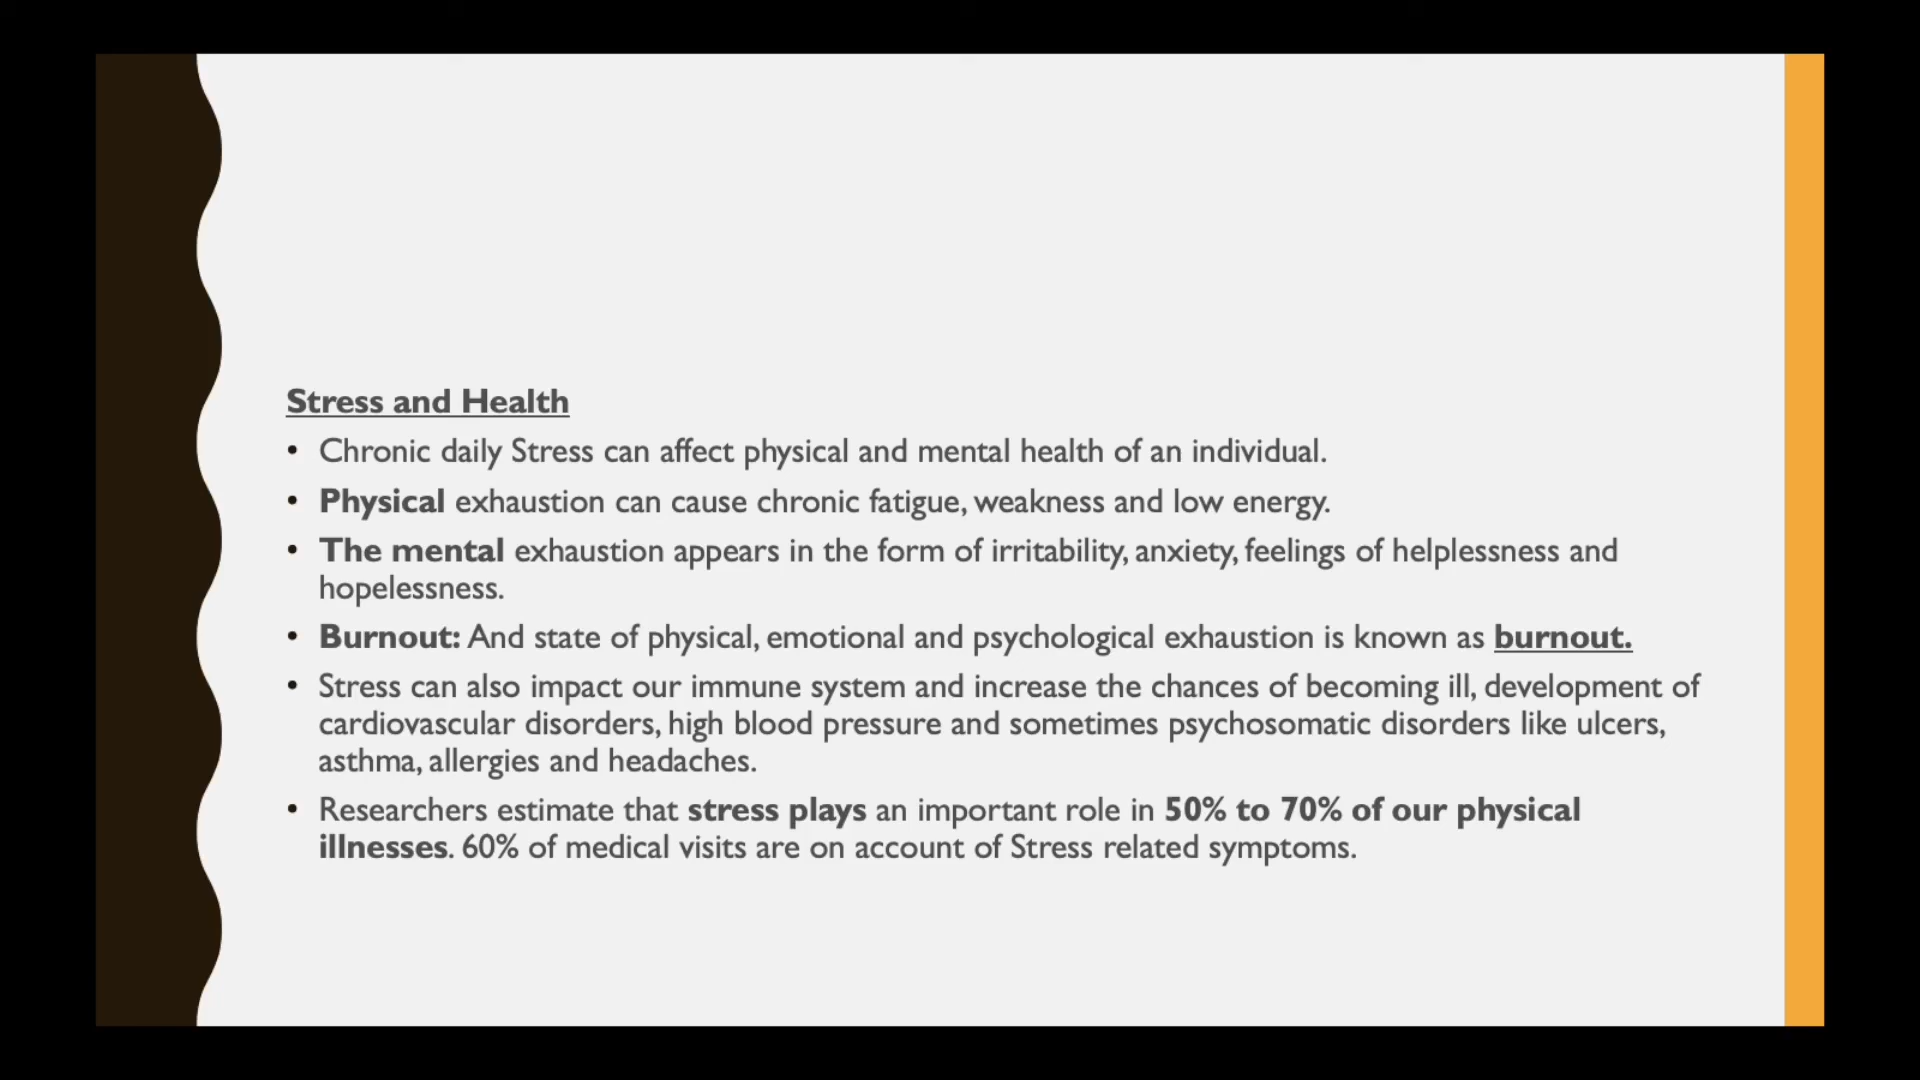 Stress and Health
• Chronic daily Stress can affect physical and mental health of an individual.
• Physical exhaustion can cause chronic fatigue, weakness and low energy.
• The mental exhaustion appears in the form of irritability, anxiety, feelings of helplessness and
hopelessness.
• Burnout: And state of physical, emotional and psychological exhaustion is known as burnout.
• Stress can also impact our immune system and increase the chances of becoming ill, development of
cardiovascular disorders, high blood pressure and sometimes psychosomatic disorders like ulcers,
asthma, allergies and headaches.
• Researchers estimate that stress plays an important role in 50% to 70% of our physical
illnesses. 60% of medical visits are on account of Stress related symptoms.